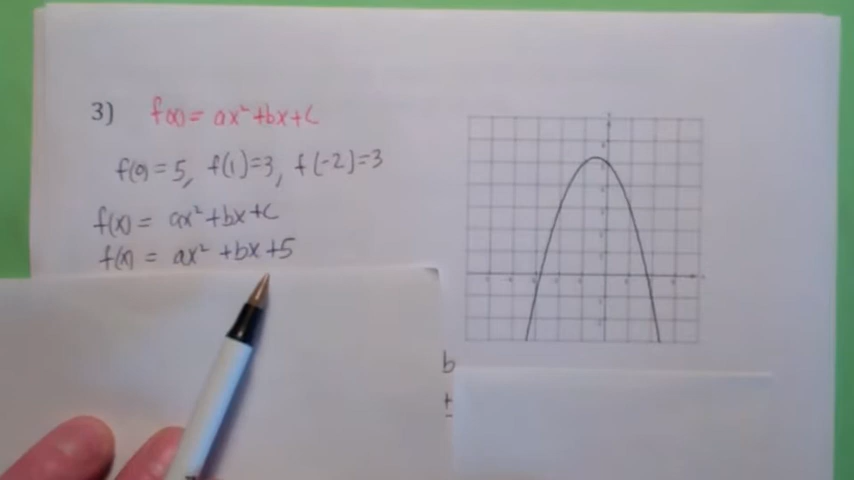 3) f(x) = ax² + bx + c
f(0) = 5, f(1) = 3, f(-2) = 3
f(x) = ax² + bx + c
f(x) = ax² + bx + 5
b
+